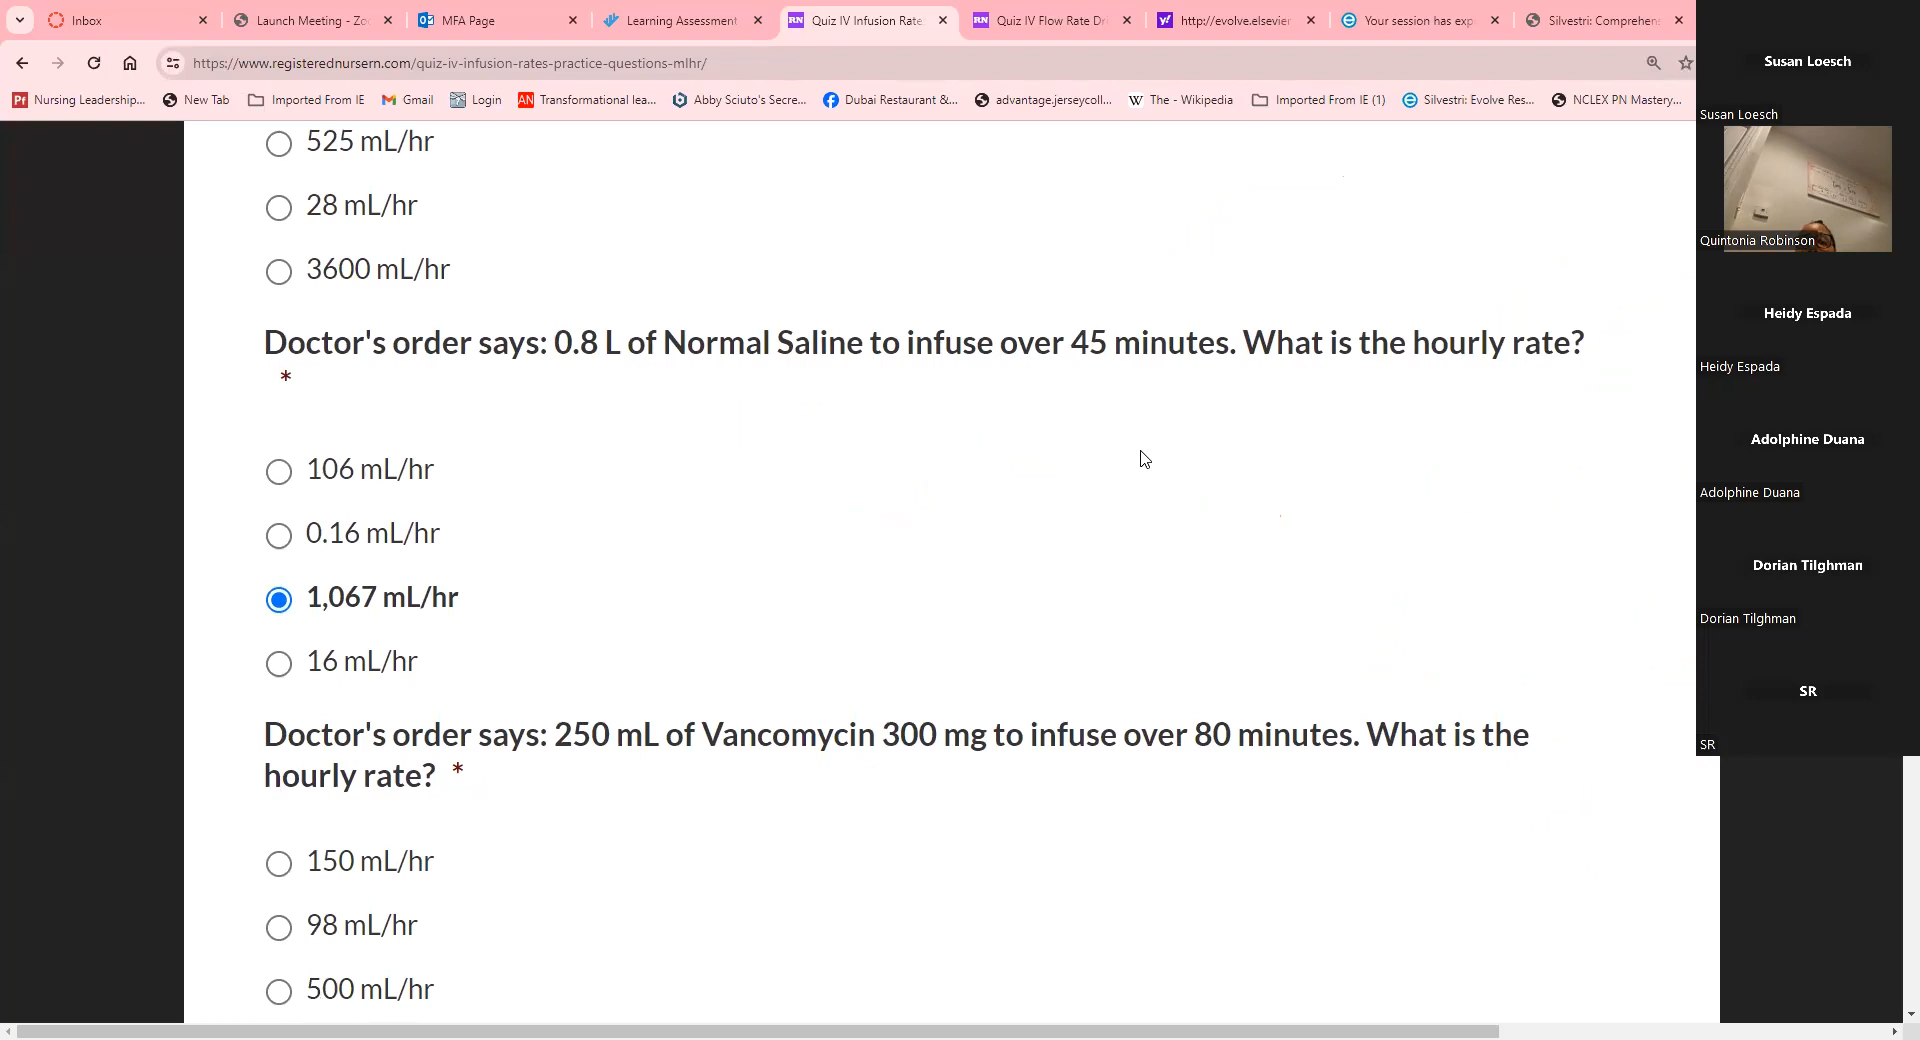 Inbox
Launch Meeting - Zo
MFA Page
Learning Assessment
RN Quiz IV Infusion Rate
RN Quiz IV Flow Rate Dri
http://evolve.elsevier
Your session has exp
Silvestri: Comprehens
https://www.registerednursern.com/quiz-iv-infusion-rates-practice-questions-mlhr/
Pf Nursing Leadership...
New Tab
Imported From IE
Gmail
Login
AN Transformational lea...
Abby Sciuto's Secre...
Dubai Restaurant &...
advantage.jerseycoll...
W The - Wikipedia
Imported From IE (1)
Silvestri: Evolve Res...
NCLEX PN Mastery...
525 mL/hr
28 mL/hr
3600 mL/hr
Doctor's order says: 0.8 L of Normal Saline to infuse over 45 minutes. What is the hourly rate?
*
106 mL/hr
0.16 mL/hr
1,067 mL/hr
16 mL/hr
Doctor's order says: 250 mL of Vancomycin 300 mg to infuse over 80 minutes. What is the
hourly rate? *
150 mL/hr
98 mL/hr
500 mL/hr
Susan Loesch
Susan Loesch
Quintonia Robinson
Heidy Espada
Heidy Espada
Adolphine Duana
Adolphine Duana
Dorian Tilghman
Dorian Tilghman
SR
SR